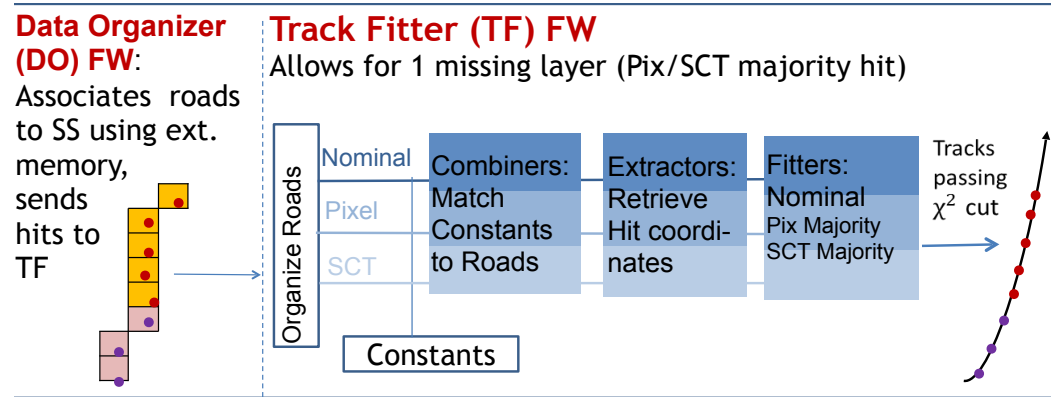 Data Organizer
(DO) FW:
Associates roads
to SS using ext.
memory,
sends
hits to
TF
Track Fitter (TF) FW
Allows for 1 missing layer (Pix/SCT majority hit)
Organize Roads
Nominal
Pixel
SCT
Constants
Combiners:
Match
Constants
to Roads
Extractors:
Retrieve
Hit coordi-
nates
Fitters:
Nominal
Pix Majority
SCT Majority
Tracks
passing
χ² cut